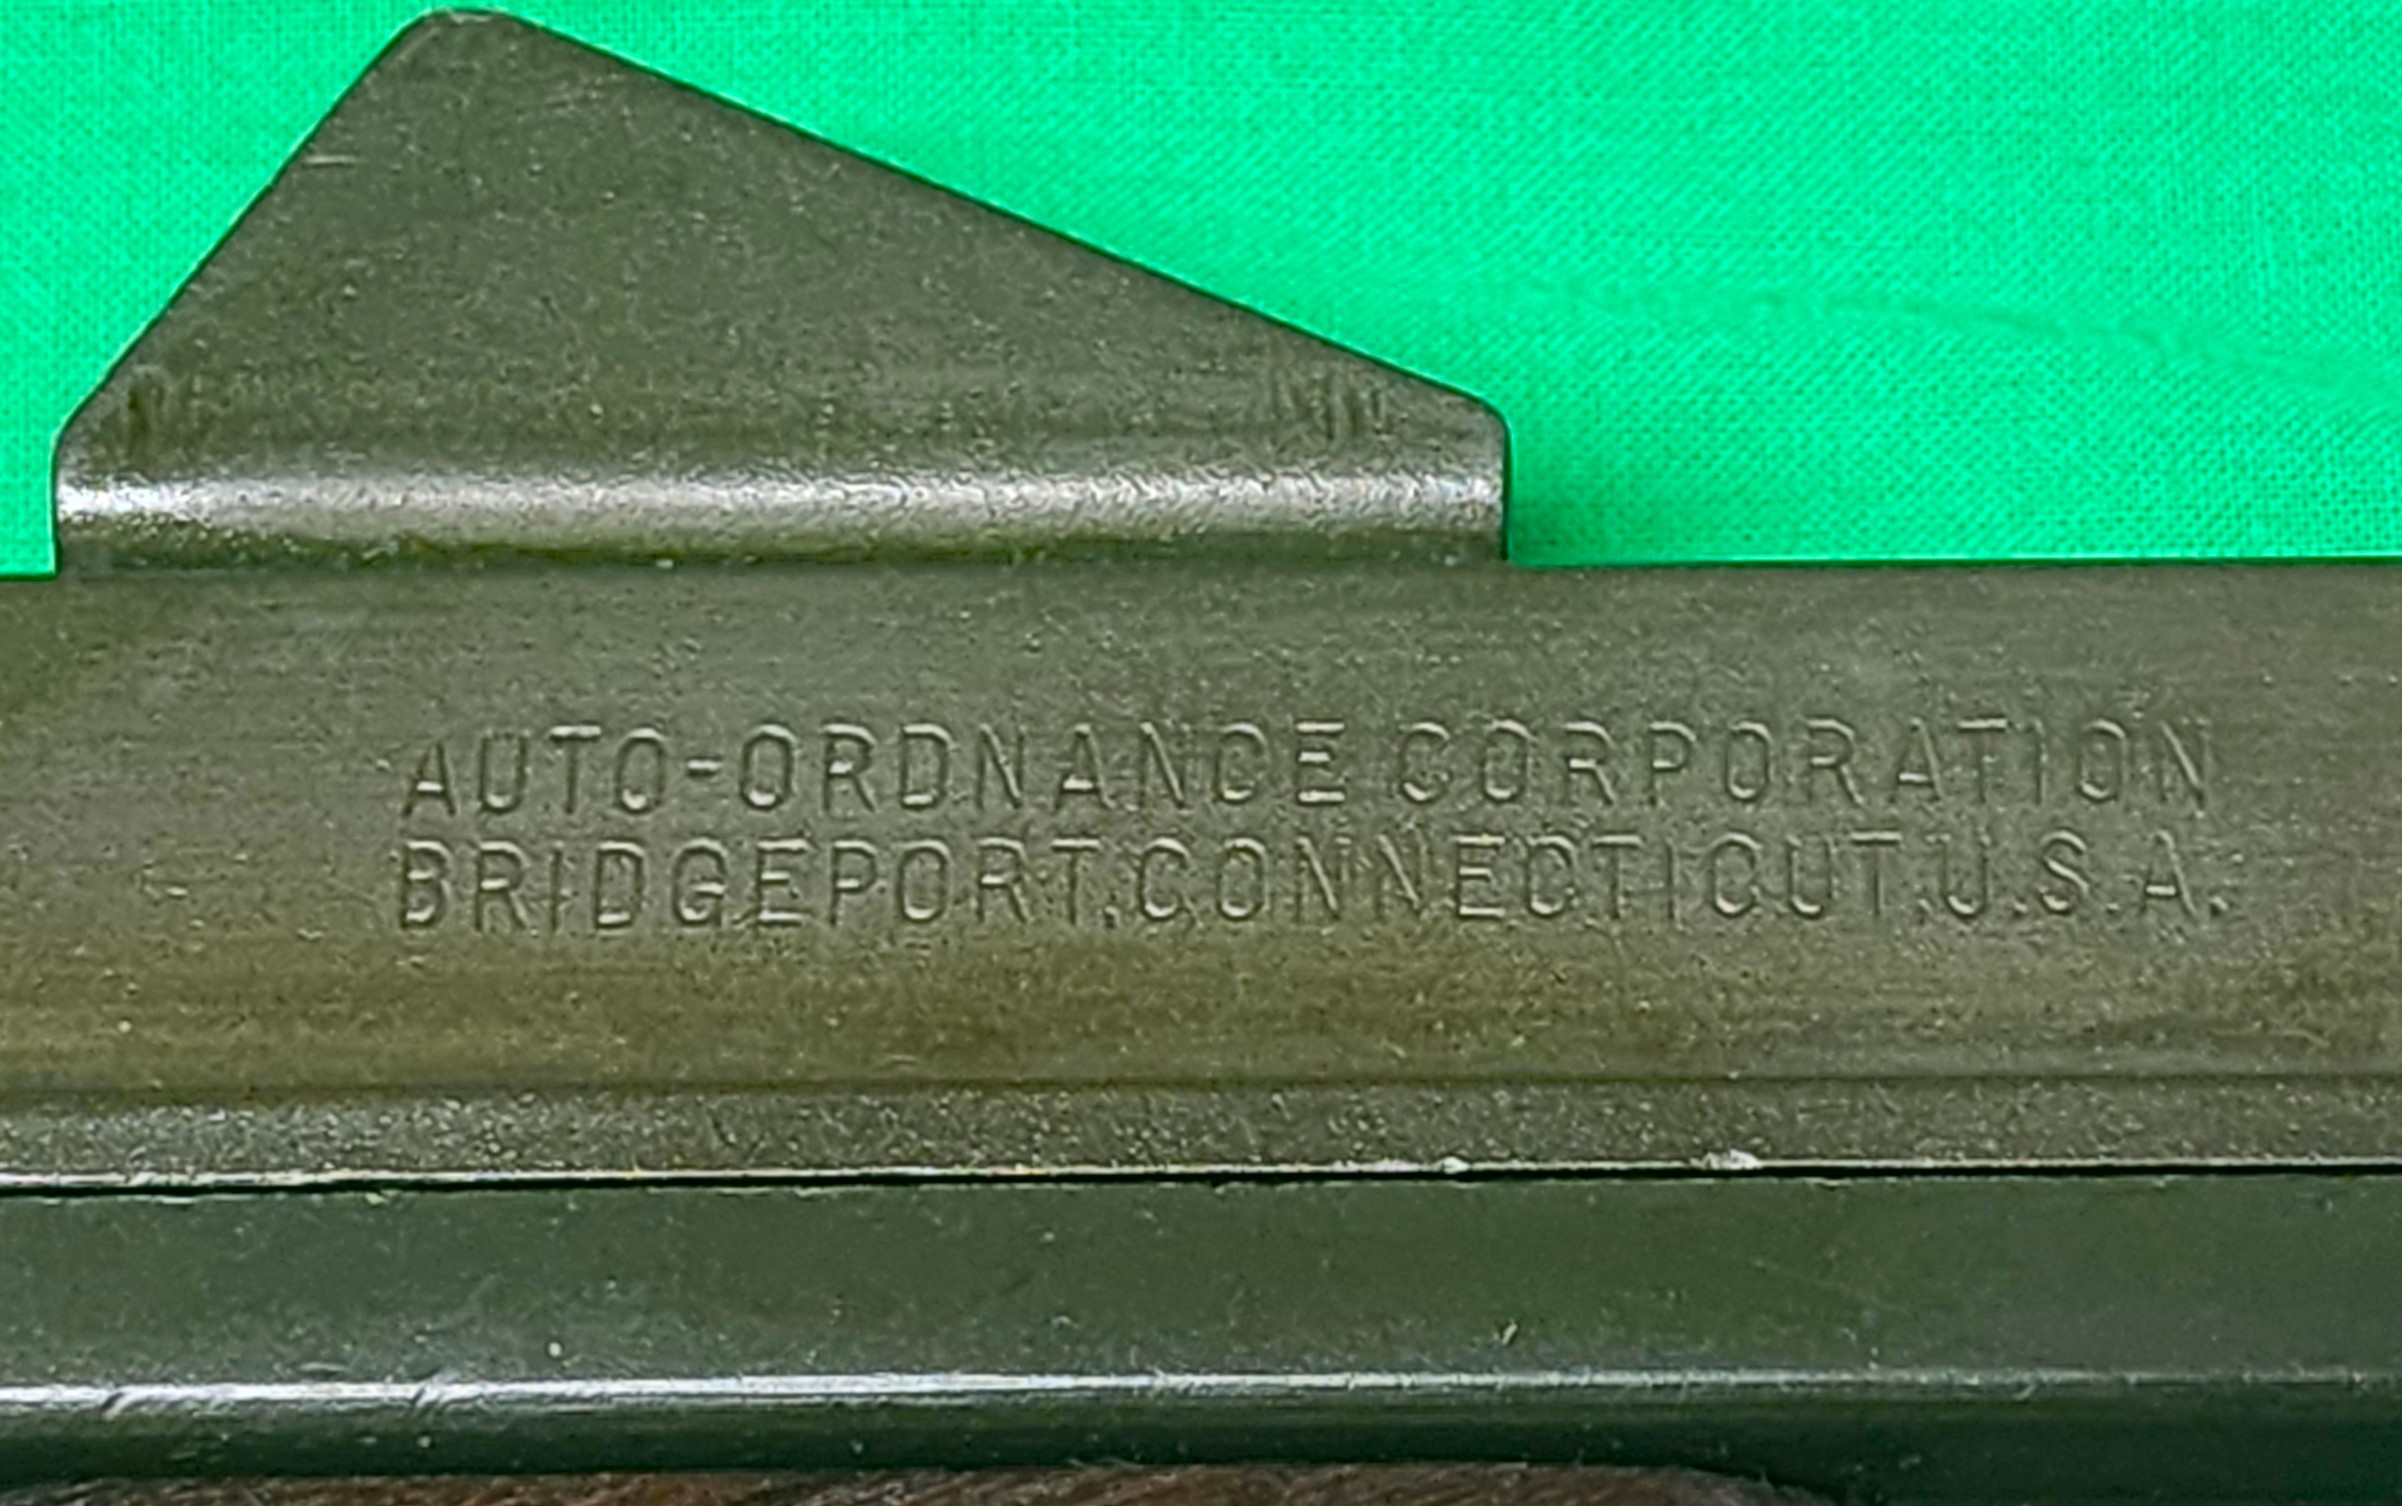 AUTO-ORDNANCE CORPORATION
BRIDGEPORT,CONNECTICUT,U.S.A.